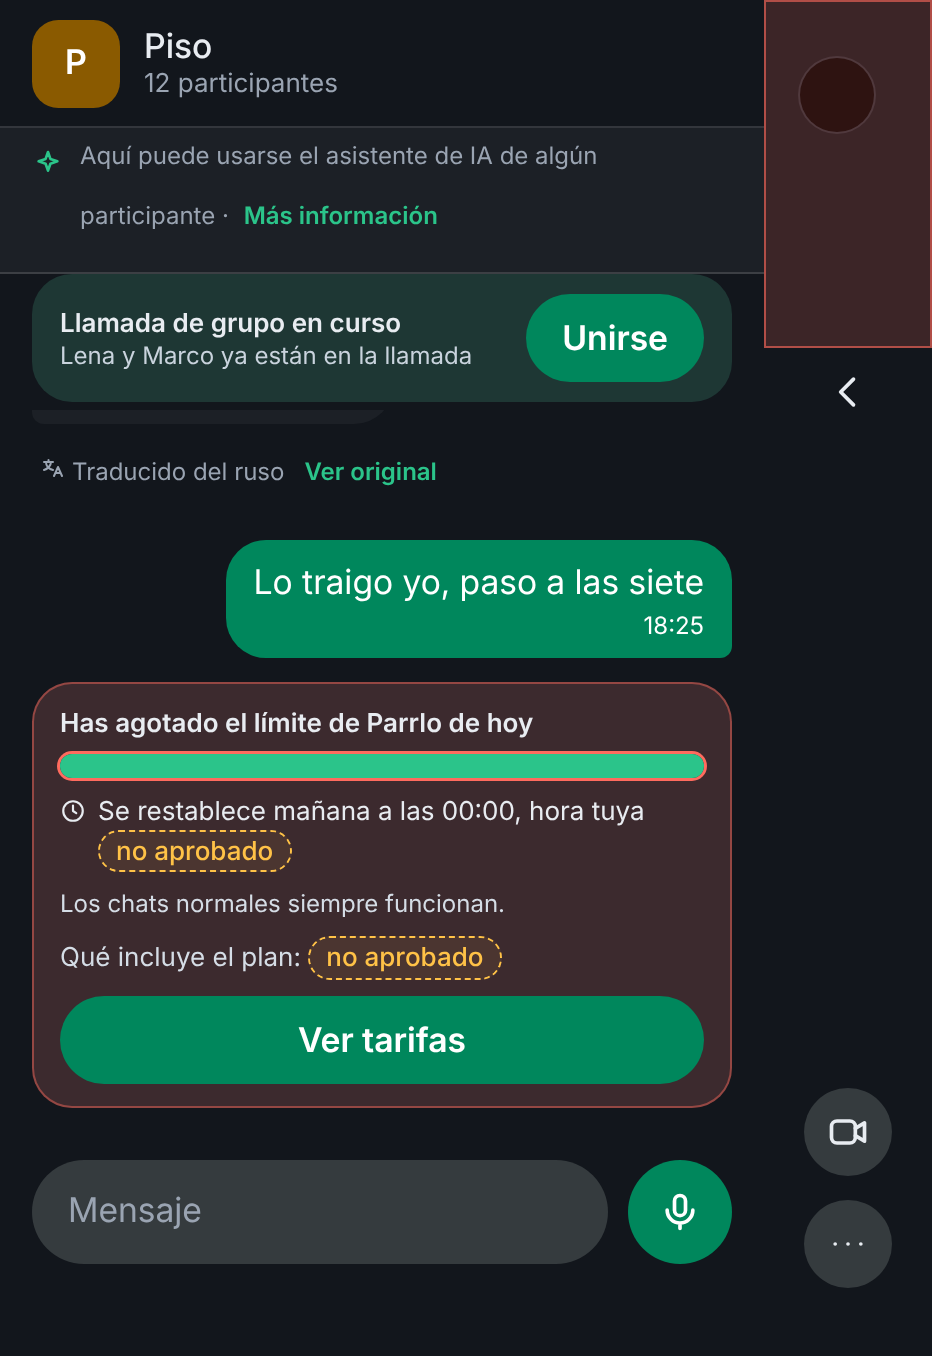 P
Piso
12 participantes
Aquí puede usarse el asistente de IA de algún
participante · Más información
Llamada de grupo en curso
Lena y Marco ya están en la llamada
Unirse
Traducido del ruso Ver original
Lo traigo yo, paso a las siete
18:25
Has agotado el límite de Parrlo de hoy
Se restablece mañana a las 00:00, hora tuya
no aprobado
Los chats normales siempre funcionan.
Qué incluye el plan: no aprobado
Ver tarifas
Mensaje